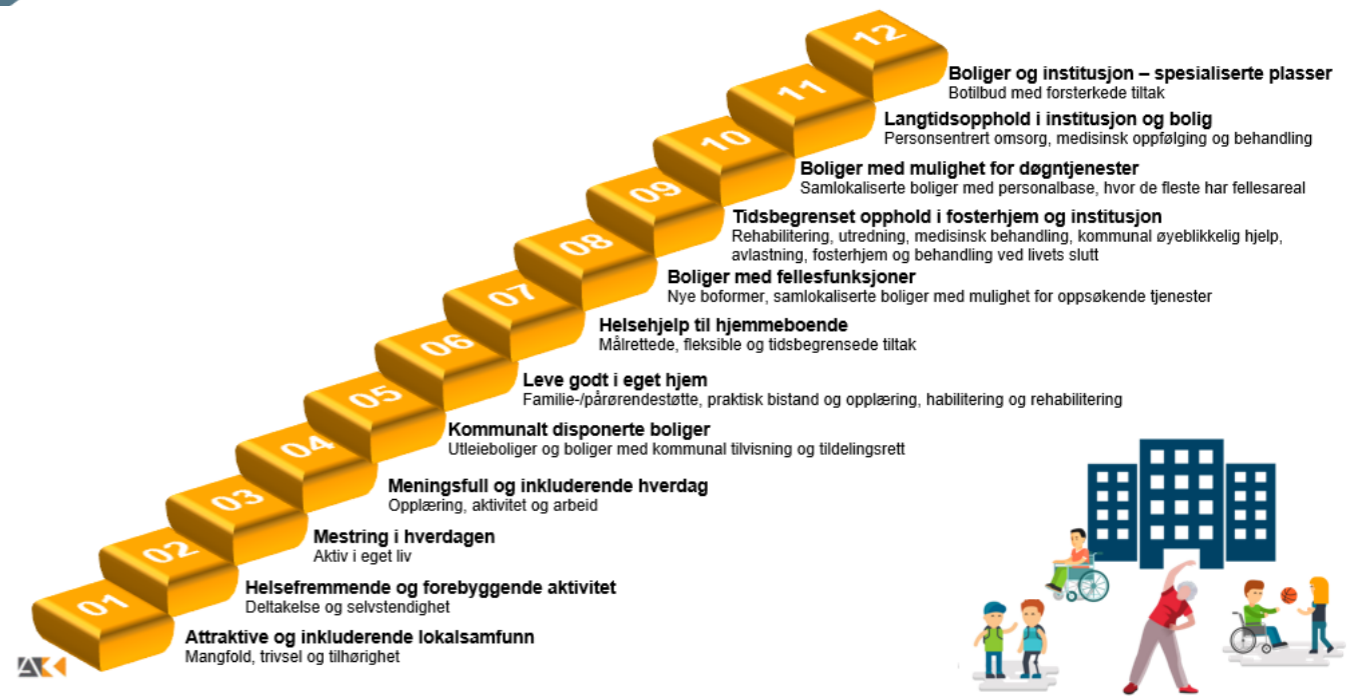 12
Boliger og institusjon – spesialiserte plasser
Botilbud med forsterkede tiltak
11
Langtidsopphold i institusjon og bolig
Personsentrert omsorg, medisinsk oppfølging og behandling
10
Boliger med mulighet for døgntjenester
Samlokaliserte boliger med personalbase, hvor de fleste har fellesareal
09
Tidsbegrenset opphold i fosterhjem og institusjon
Rehabilitering, utredning, medisinsk behandling, kommunal øyeblikkelig hjelp,
avlastning, fosterhjem og behandling ved livets slutt
08
Boliger med fellesfunksjoner
Nye boformer, samlokaliserte boliger med mulighet for oppsøkende tjenester
07
Helsehjelp til hjemmeboende
Målrettede, fleksible og tidsbegrensede tiltak
06
Leve godt i eget hjem
Familie-/pårørendestøtte, praktisk bistand og opplæring, habilitering og rehabilitering
05
Kommunalt disponerte boliger
Utleieboliger og boliger med kommunal tilvisning og tildelingsrett
04
Meningsfull og inkluderende hverdag
Opplæring, aktivitet og arbeid
03
Mestring i hverdagen
Aktiv i eget liv
02
Helsefremmende og forebyggende aktivitet
Deltakelse og selvstendighet
01
Attraktive og inkluderende lokalsamfunn
Mangfold, trivsel og tilhørighet